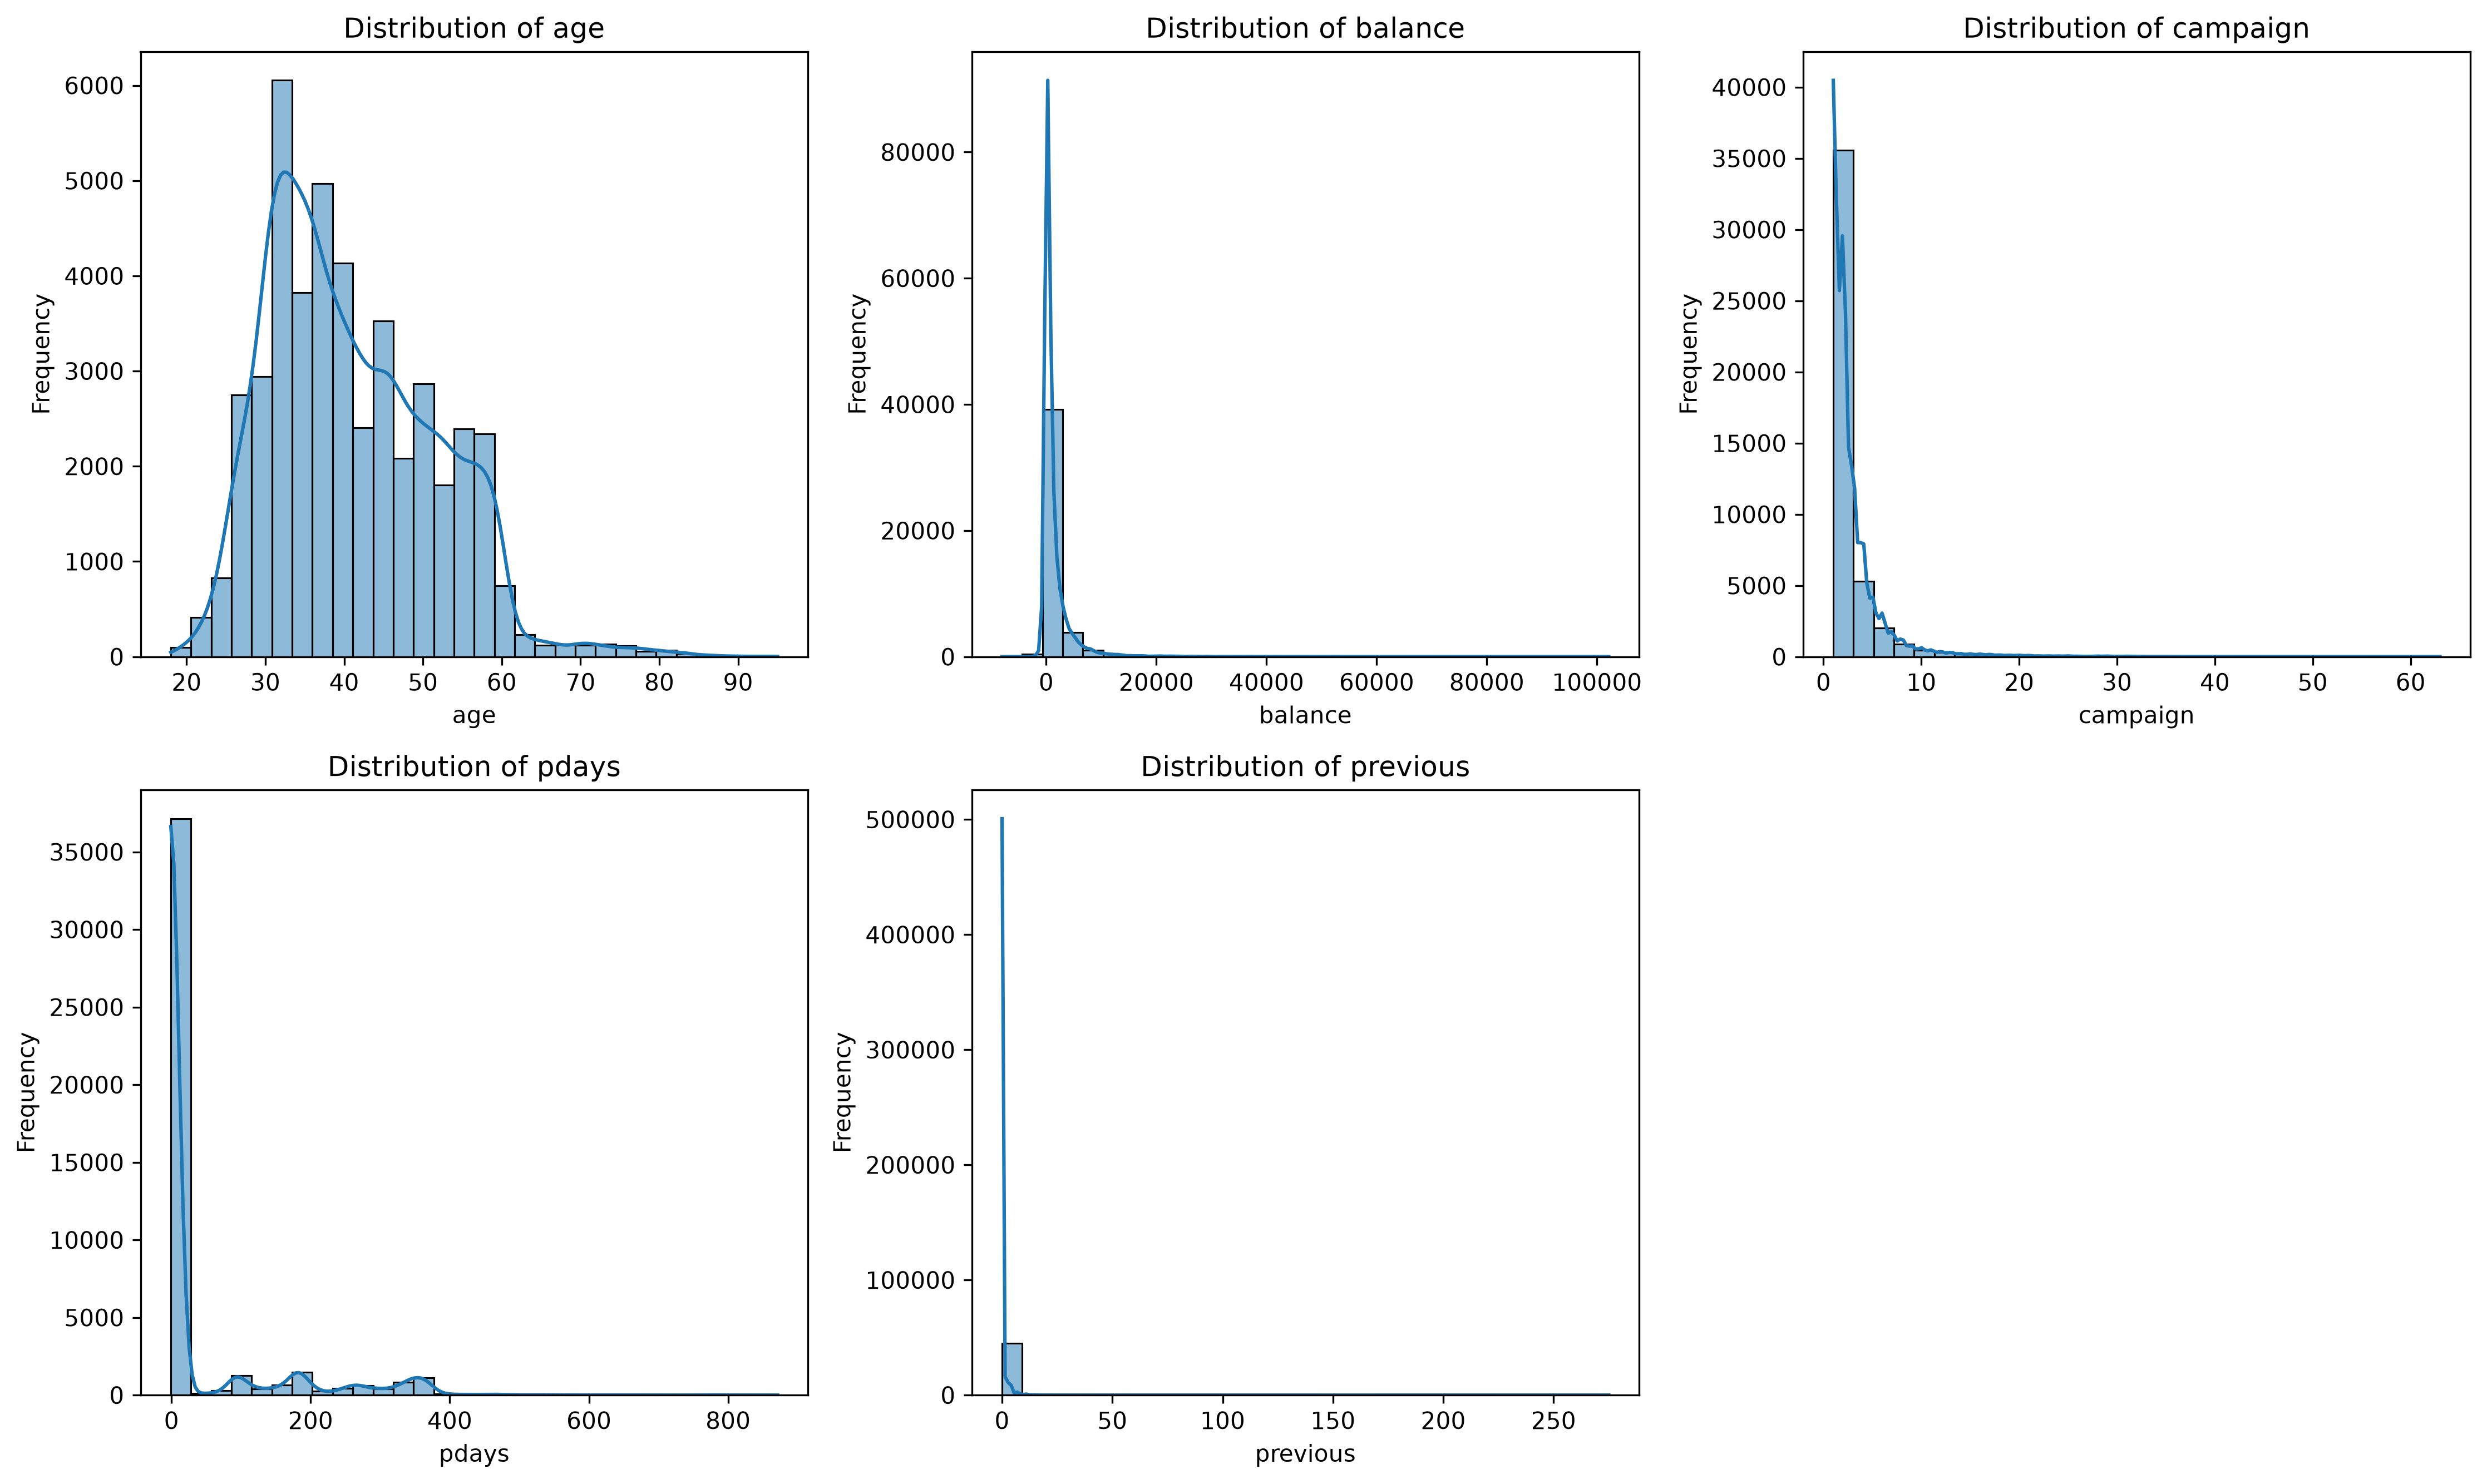 Distribution of age
6000
5000
4000
3000
2000
1000
0
Frequency
20 30 40 50 60 70 80 90
age
Distribution of balance
80000
60000
40000
20000
0
Frequency
0 20000 40000 60000 80000 100000
balance
Distribution of campaign
40000
35000
30000
25000
20000
15000
10000
5000
0
Frequency
0 10 20 30 40 50 60
campaign
Distribution of pdays
35000
30000
25000
20000
15000
10000
5000
0
Frequency
0 200 400 600 800
pdays
Distribution of previous
500000
400000
300000
200000
100000
0
Frequency
0 50 100 150 200 250
previous